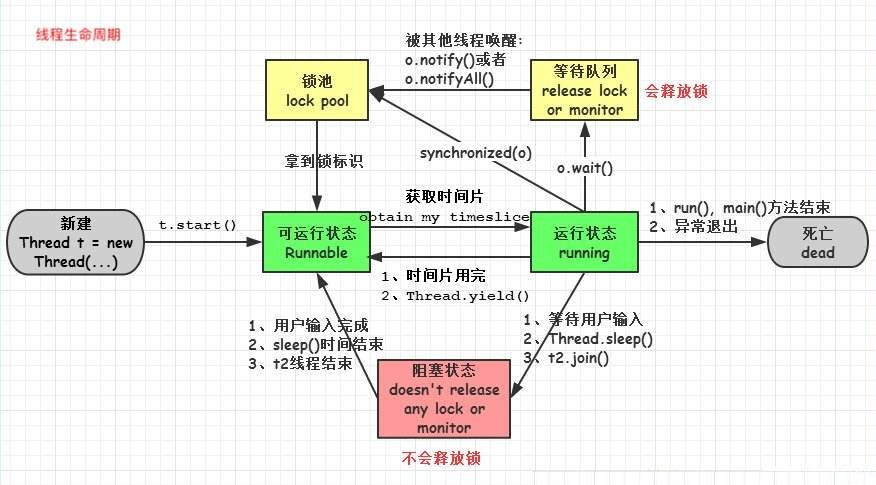 线程生命周期
被其他线程唤醒:
o.notify()或者
o.notifyAll()
锁池
lock pool
等待队列
release lock
or monitor
会释放锁
synchronized(o)
o.wait()
拿到锁标识
获取时间片
obtain my timeslice
新建
Thread t = new
Thread(...)
t.start()
可运行状态
Runnable
运行状态
running
1、run(), main()方法结束
2、异常退出
死亡
dead
1、时间片用完
2、Thread.yield()
1、用户输入完成
2、sleep()时间结束
3、t2线程结束
1、等待用户输入
2、Thread.sleep()
3、t2.join()
阻塞状态
doesn't release
any lock or
monitor
不会释放锁